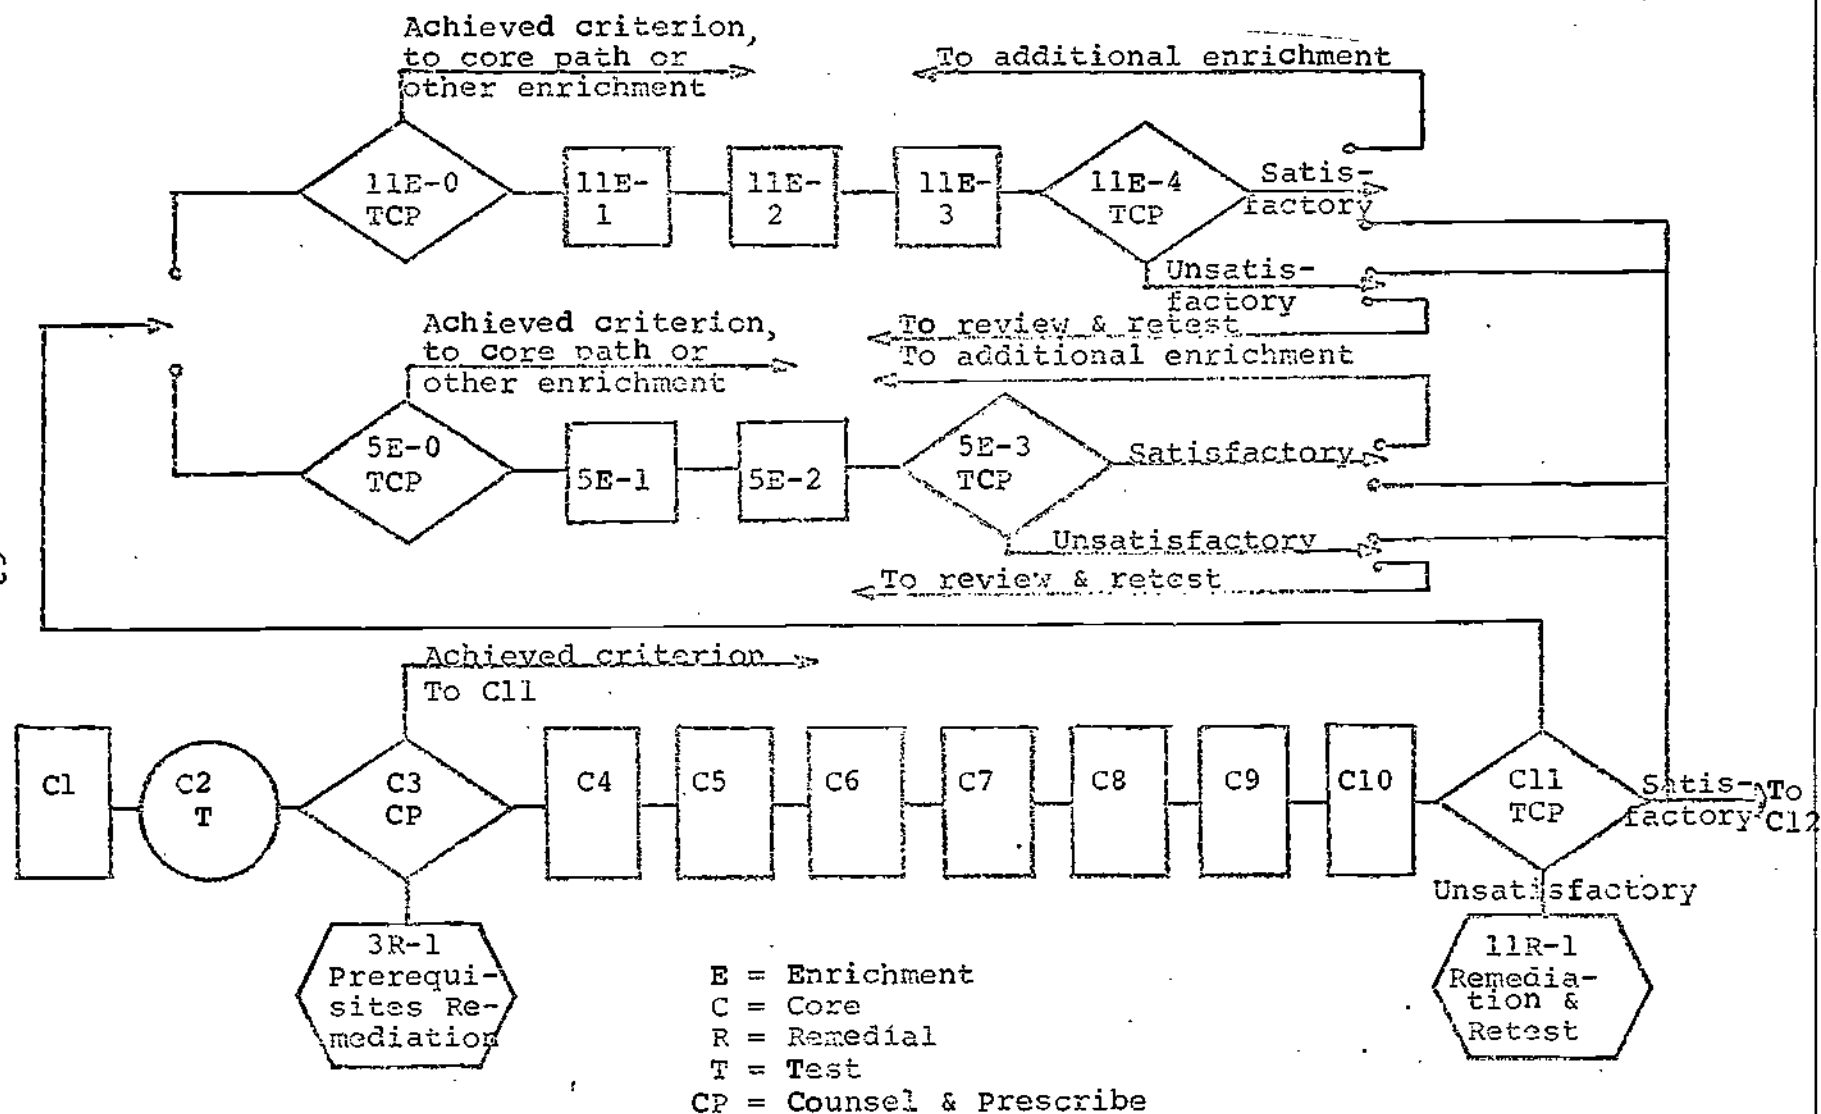 Achieved criterion,
to core path or
other enrichment
To additional enrichment
11E-0
TCP
11E-
1
11E-
2
11E-
3
11E-4
TCP
Satis-
factory
Unsatis-
factory
To review & retest
Achieved criterion,
to core path or
other enrichment
To additional enrichment
5E-0
TCP
5E-1
5E-2
5E-3
TCP
Satisfactory
Unsatisfactory
To review & retest
Achieved criterion
To C11
C1
C2
T
C3
CP
C4
C5
C6
C7
C8
C9
C10
C11
TCP
Satis-
factory
To
C12
Unsatisfactory
3R-1
Prerequi-
sites Re-
mediation
11R-1
Remedia-
tion &
Retest
E = Enrichment
C = Core
R = Remedial
T = Test
CP = Counsel & Prescribe